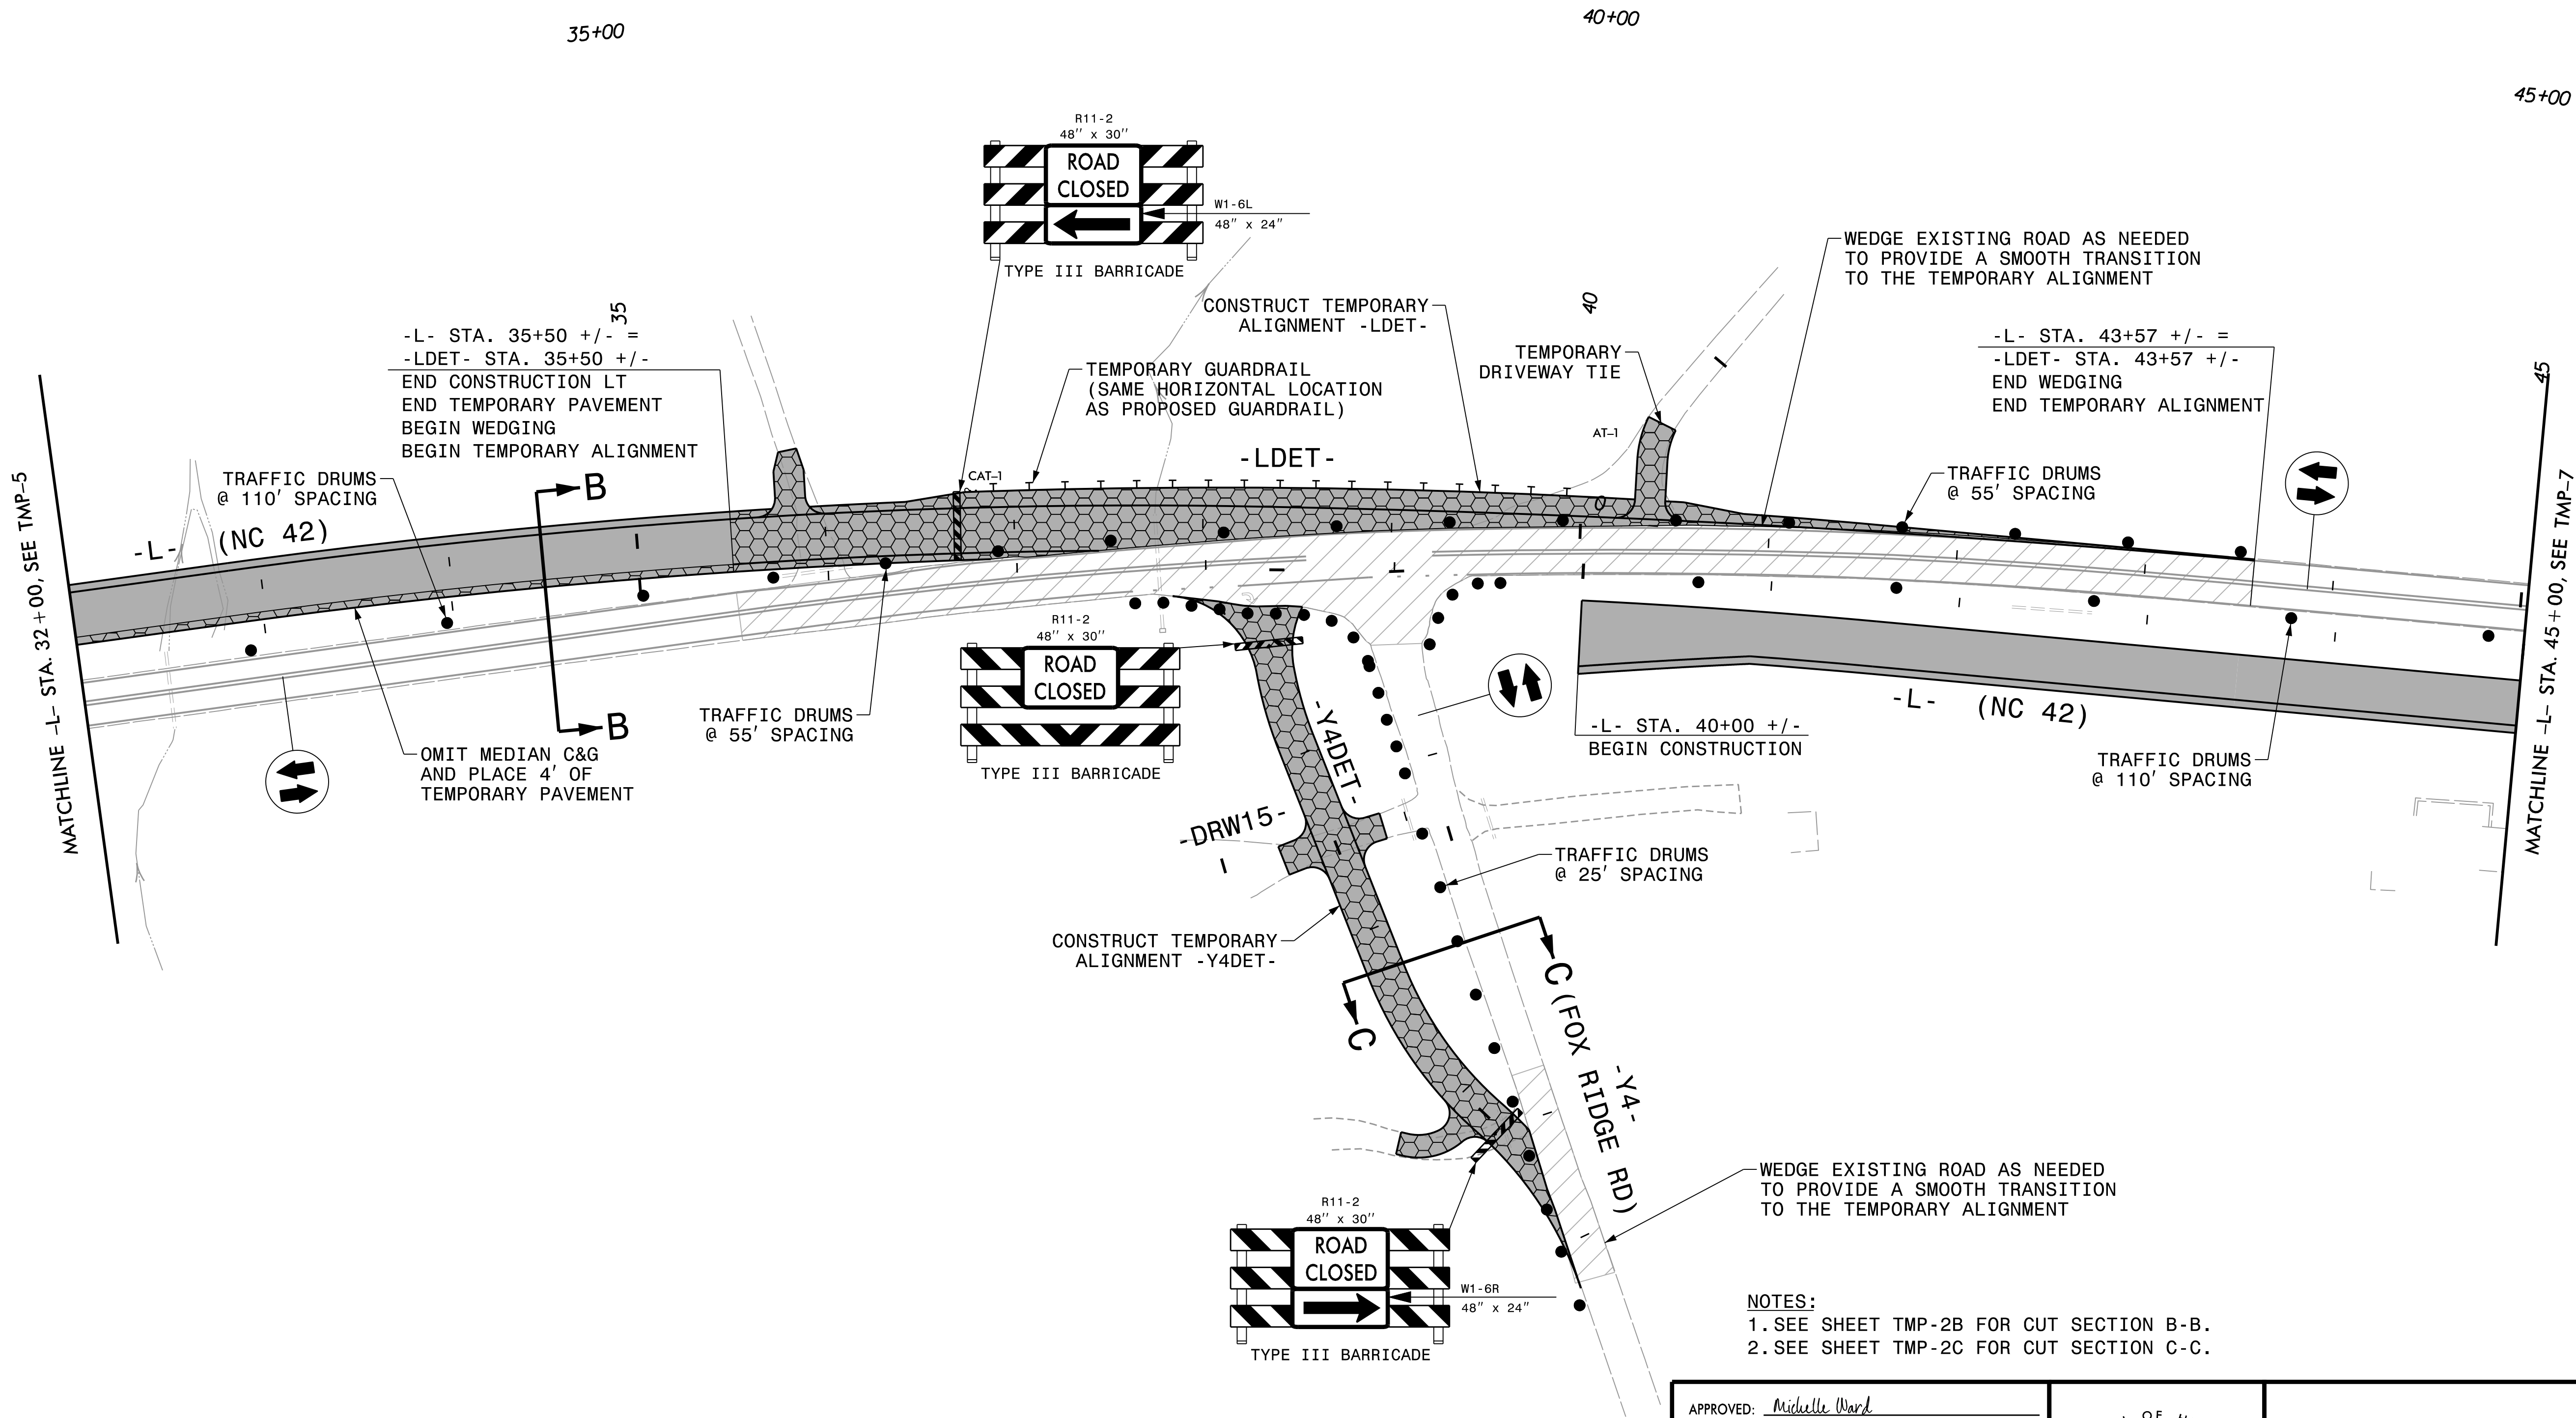 35+00
40+00
45+00
R11-2
48'' x 30''
ROAD
CLOSED
W1-6L
48" x 24"
TYPE III BARRICADE
WEDGE EXISTING ROAD AS NEEDED
TO PROVIDE A SMOOTH TRANSITION
TO THE TEMPORARY ALIGNMENT
35
40
45
CONSTRUCT TEMPORARY
ALIGNMENT -LDET-
-L- STA. 35+50 +/- =
-LDET- STA. 35+50 +/-
END CONSTRUCTION LT
END TEMPORARY PAVEMENT
BEGIN WEDGING
BEGIN TEMPORARY ALIGNMENT
-L- STA. 43+57 +/- =
-LDET- STA. 43+57 +/-
END WEDGING
END TEMPORARY ALIGNMENT
TEMPORARY
DRIVEWAY TIE
TEMPORARY GUARDRAIL
(SAME HORIZONTAL LOCATION
AS PROPOSED GUARDRAIL)
AT-1
-LDET-
CAT-1
TRAFFIC DRUMS
@ 110' SPACING
B
TRAFFIC DRUMS
@ 55' SPACING
-L- (NC 42)
MATCHLINE -L- STA. 32+00, SEE TMP-5
MATCHLINE -L- STA. 45+00, SEE TMP-7
R11-2
48'' x 30''
ROAD
CLOSED
TYPE III BARRICADE
TRAFFIC DRUMS
@ 55' SPACING
B
-Y4DET-
-L- STA. 40+00 +/-
BEGIN CONSTRUCTION
-L- (NC 42)
OMIT MEDIAN C&G
AND PLACE 4' OF
TEMPORARY PAVEMENT
TRAFFIC DRUMS
@ 110' SPACING
-DRW15-
TRAFFIC DRUMS
@ 25' SPACING
CONSTRUCT TEMPORARY
ALIGNMENT -Y4DET-
C
C
-Y4-
(FOX RIDGE RD)
WEDGE EXISTING ROAD AS NEEDED
TO PROVIDE A SMOOTH TRANSITION
TO THE TEMPORARY ALIGNMENT
R11-2
48'' x 30''
ROAD
CLOSED
W1-6R
48" x 24"
TYPE III BARRICADE
NOTES:
1. SEE SHEET TMP-2B FOR CUT SECTION B-B.
2. SEE SHEET TMP-2C FOR CUT SECTION C-C.
APPROVED: Michelle Ward